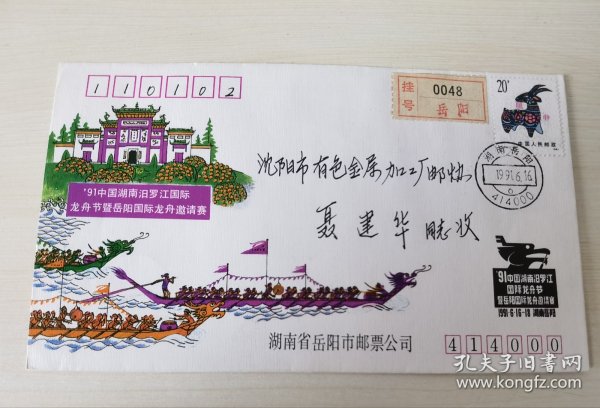 110102
挂号
0048
岳阳
20分
中国人民邮政
'91中国湖南汨罗江国际
龙舟节暨岳阳国际龙舟邀请赛
沈阳市有色金属加工厂邮协
聂建华同志收
湖南岳阳
1991.6.16
6
414000
'91中国湖南汨罗江
国际龙舟节
暨岳阳国际龙舟邀请赛
1991·6·16-18 湖南岳阳
湖南省岳阳市邮票公司
414000
孔夫子旧书网
www.kongfz.com